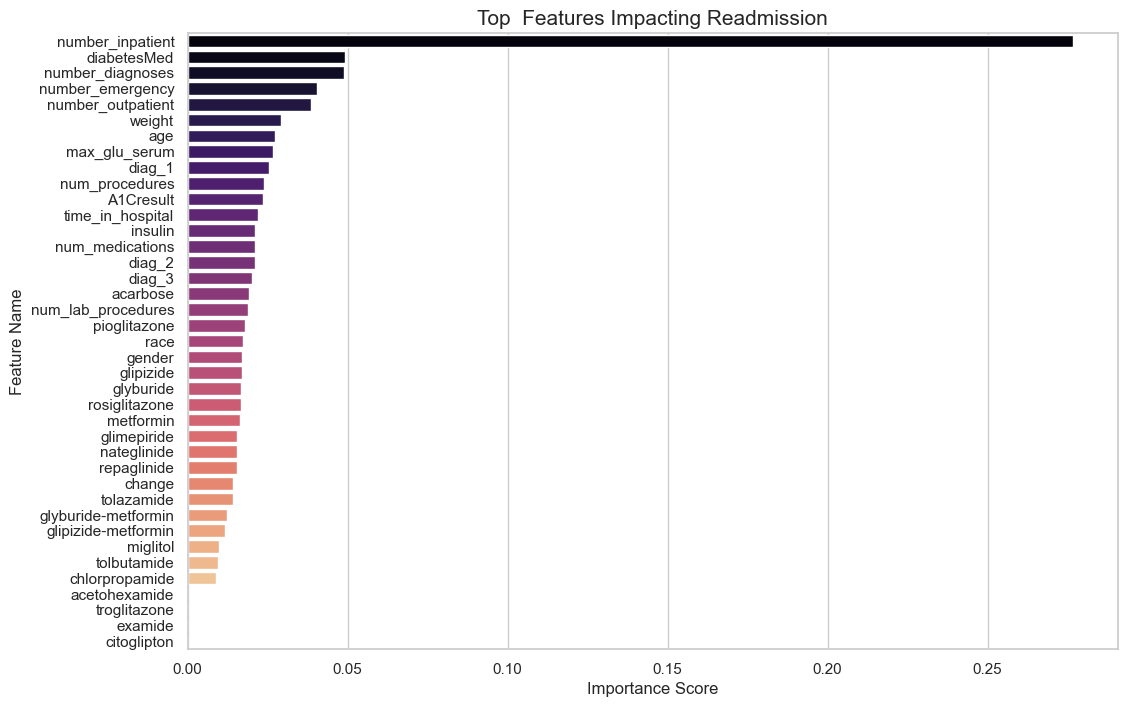 Top  Features Impacting Readmission
number_inpatient
diabetesMed
number_diagnoses
number_emergency
number_outpatient
weight
age
max_glu_serum
diag_1
num_procedures
A1Cresult
time_in_hospital
insulin
num_medications
diag_2
diag_3
acarbose
num_lab_procedures
pioglitazone
race
gender
glipizide
glyburide
rosiglitazone
metformin
glimepiride
nateglinide
repaglinide
change
tolazamide
glyburide-metformin
glipizide-metformin
miglitol
tolbutamide
chlorpropamide
acetohexamide
troglitazone
examide
citoglipton
Feature Name
0.00 0.05 0.10 0.15 0.20 0.25
Importance Score